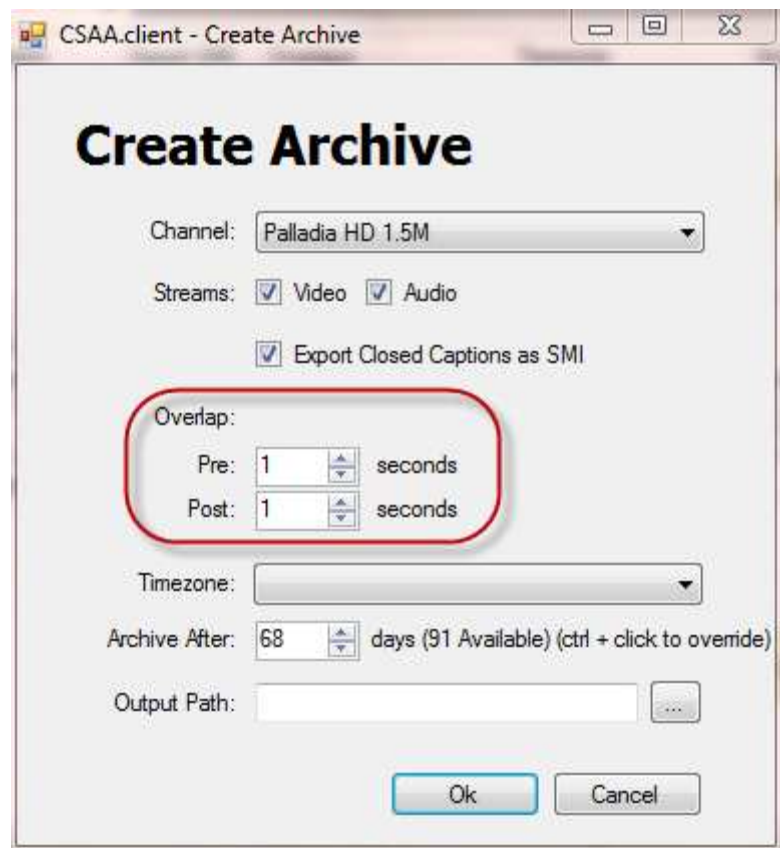 CSAA.client - Create Archive
Create Archive
Channel: Palladia HD 1.5M
Streams: Video Audio
Export Closed Captions as SMI
Overlap:
Pre: 1 seconds
Post: 1 seconds
Timezone:
Archive After: 68 days (91 Available) (ctrl + click to override)
Output Path: ...
Ok Cancel